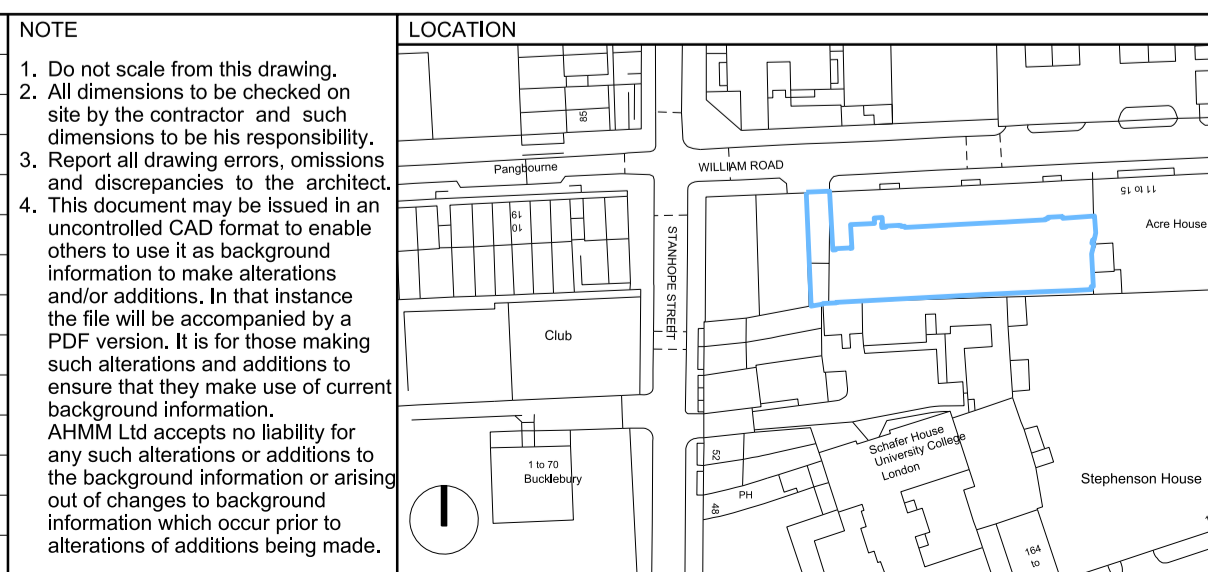 NOTE
1. Do not scale from this drawing.
2. All dimensions to be checked on
site by the contractor and such
dimensions to be his responsibility.
3. Report all drawing errors, omissions
and discrepancies to the architect.
4. This document may be issued in an
uncontrolled CAD format to enable
others to use it as background
information to make alterations
and/or additions. In that instance
the file will be accompanied by a
PDF version. It is for those making
such alterations and additions to
ensure that they make use of current
background information.
AHMM Ltd accepts no liability for
any such alterations or additions to
the background information or arising
out of changes to background
information which occur prior to
alterations of additions being made.
LOCATION
85
Pangbourne
WILLIAM ROAD
11 to 15
19
10
STANHOPE STREET
Acre House
Club
52
Schafer House
University College
London
1 to 70
Bucklebury
PH
48
Stephenson House
164
to